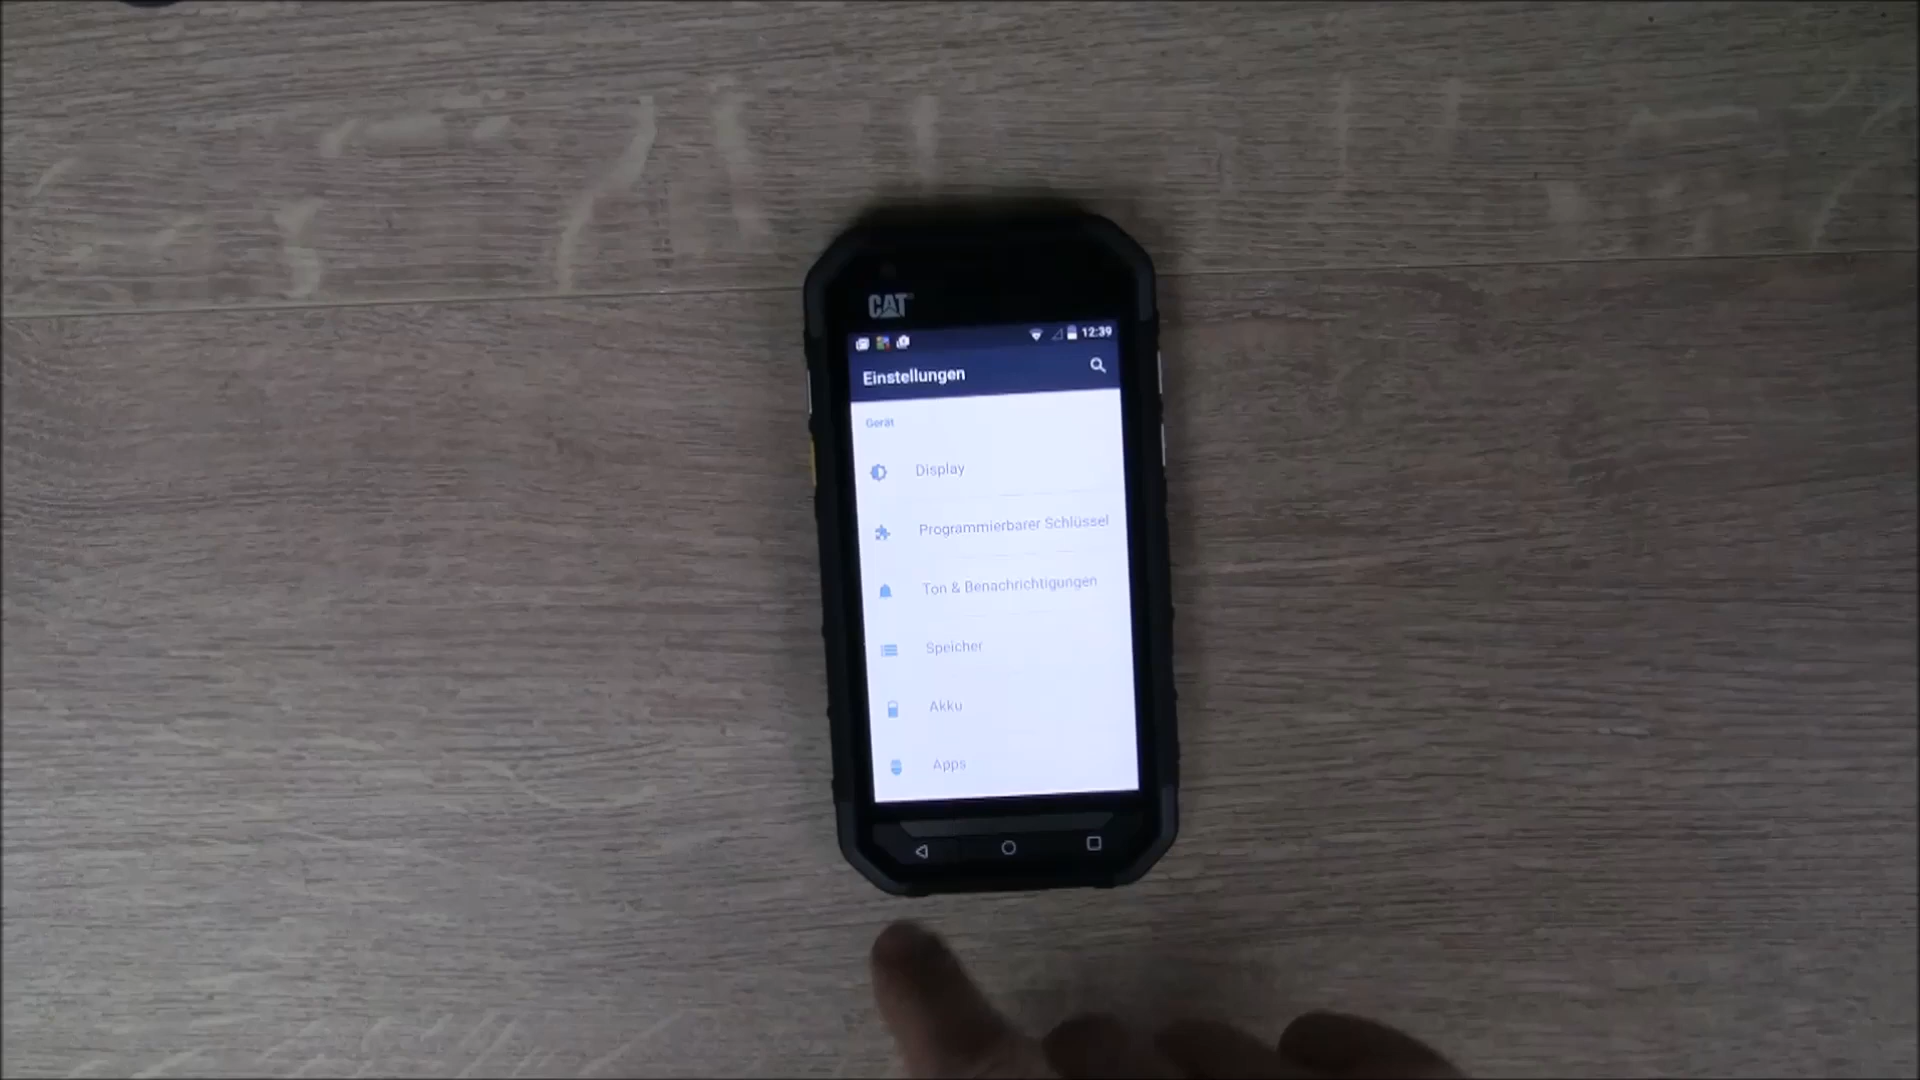 CAT
12:39
Einstellungen
Gerät
Display
Programmierbarer Schlüssel
Ton & Benachrichtigungen
Speicher
Akku
Apps